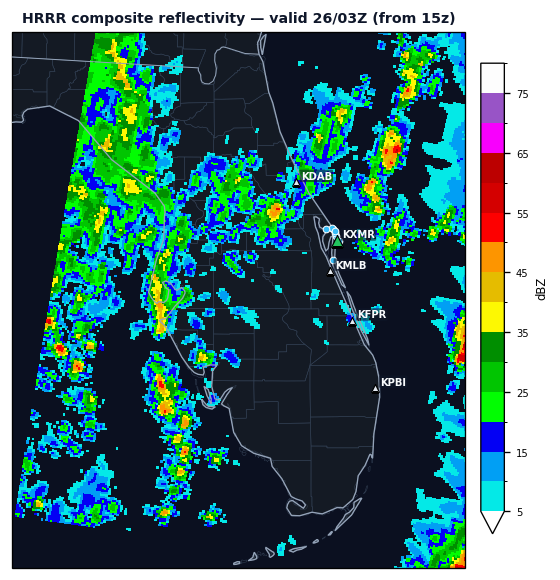 HRRR composite reflectivity — valid 26/03Z (from 15z)
KDAB
KXMR
KMLB
KFPR
KPBI
75
65
55
45
35
25
15
5
dBZ